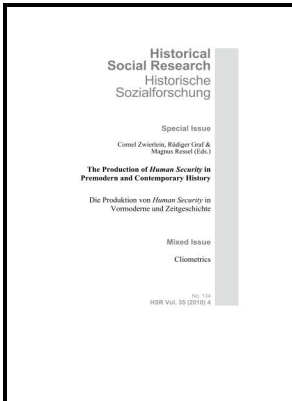 Historical
Social Research
Historische
Sozialforschung
Special Issue
Cornel Zwierlein, Rüdiger Graf &
Magnus Ressel (Eds.)
The Production of Human Security in
Premodern and Contemporary History
Die Produktion von Human Security in
Vormoderne und Zeitgeschichte
Mixed Issue
Cliometrics
No. 134
HSR Vol. 35 (2010) 4